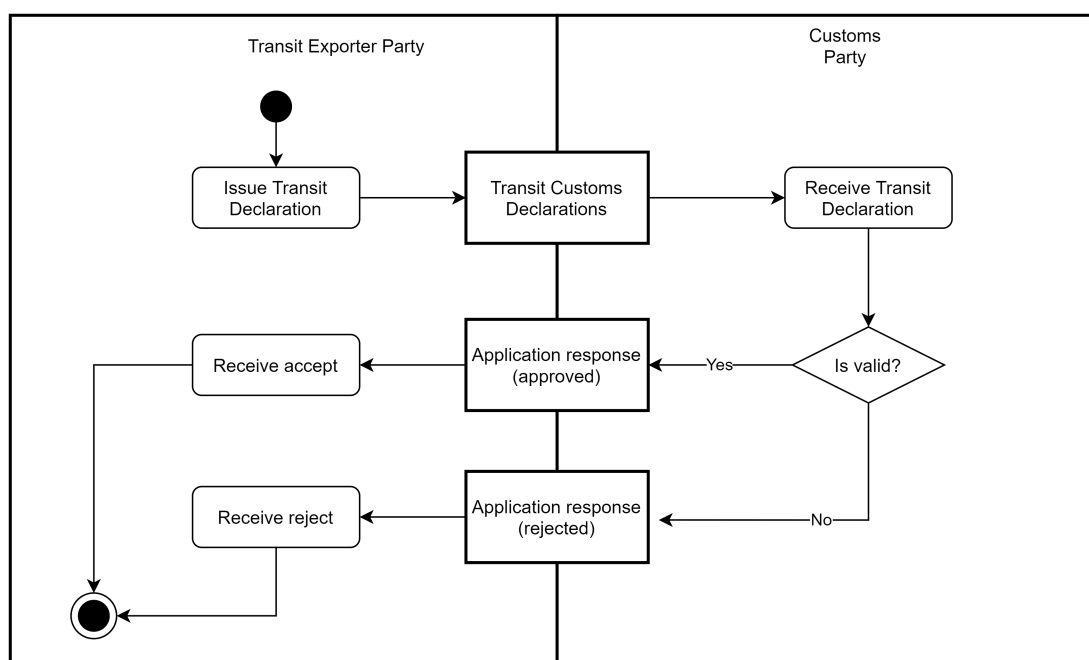 Transit Exporter Party
Customs
Party
Issue Transit
Declaration
Transit Customs
Declarations
Receive Transit
Declaration
Receive accept
Application response
(approved)
Yes
Is valid?
Receive reject
Application response
(rejected)
No